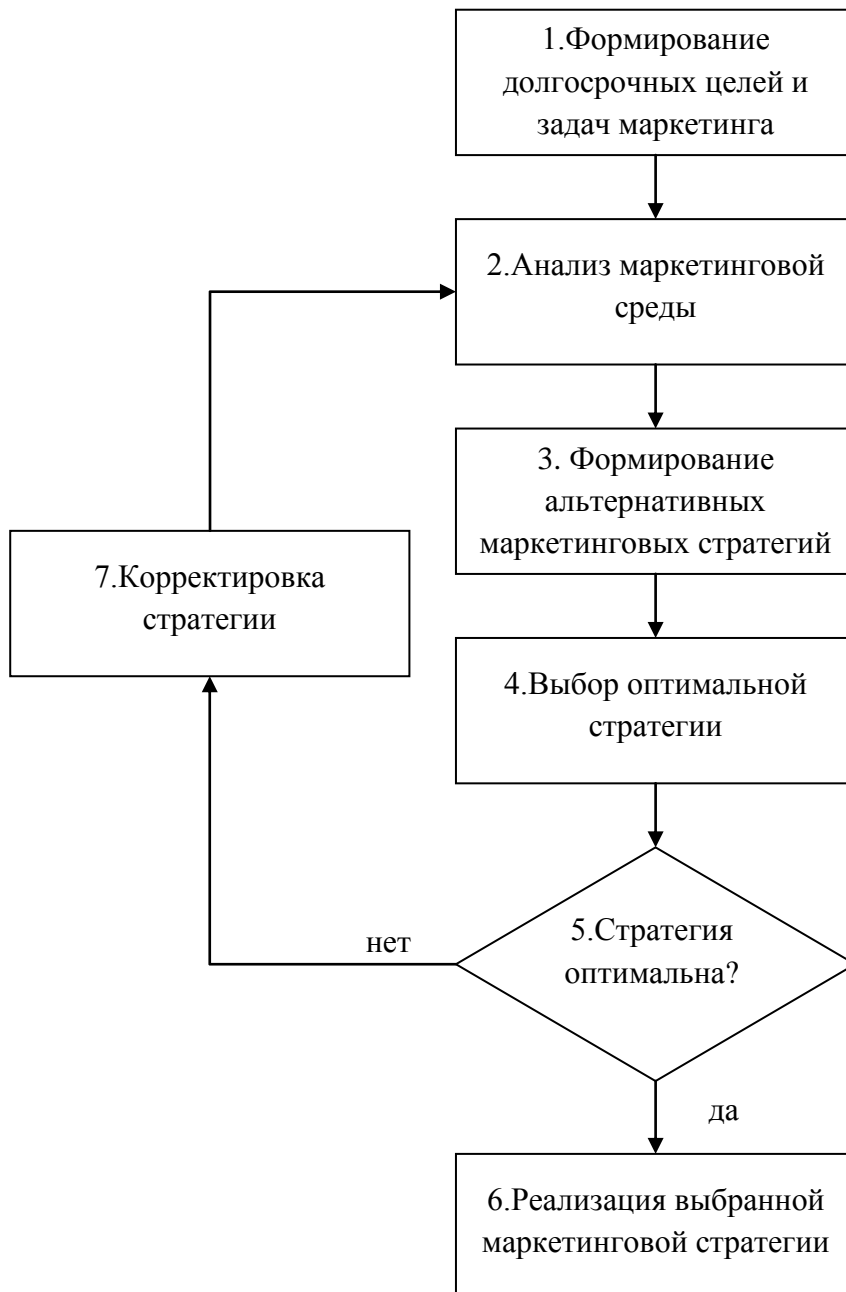 1.Формирование
долгосрочных целей и
задач маркетинга
2.Анализ маркетинговой
среды
3. Формирование
альтернативных
маркетинговых стратегий
7.Корректировка
стратегии
4.Выбор оптимальной
стратегии
5.Стратегия
оптимальна?
нет
да
6.Реализация выбранной
маркетинговой стратегии